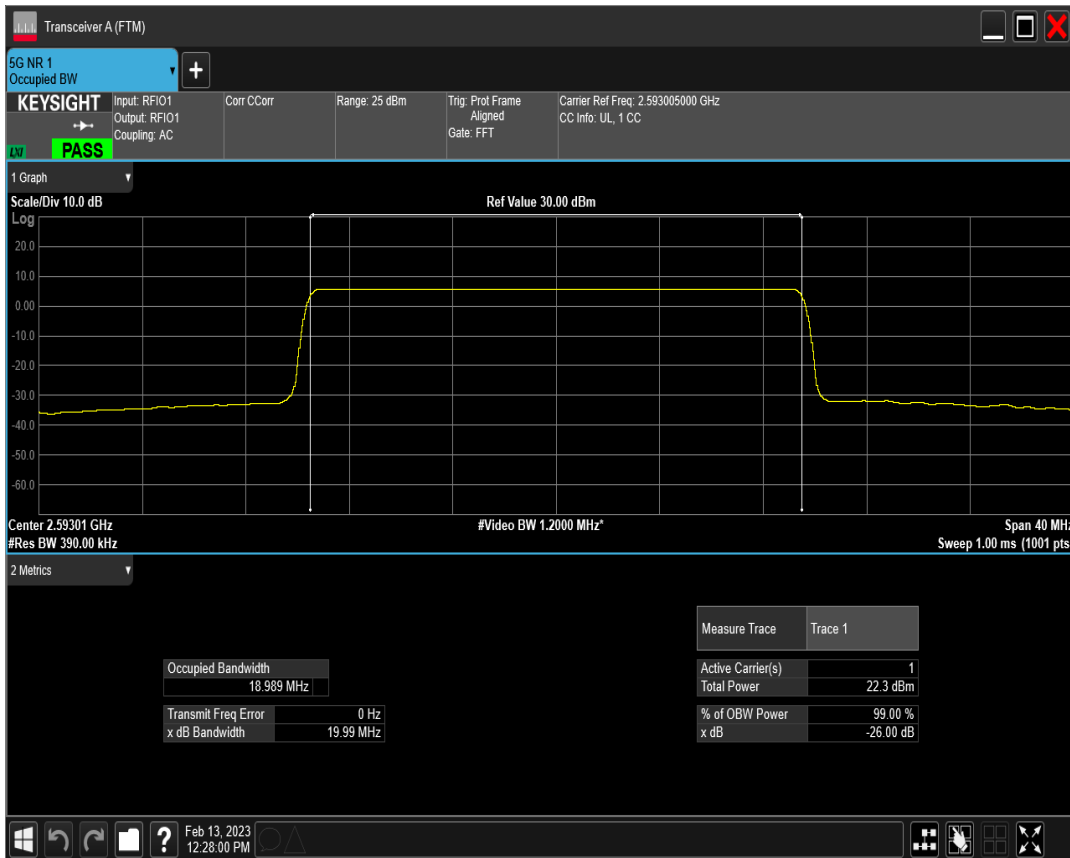 Transceiver A (FTM)
5G NR 1
Occupied BW
+
KEYSIGHT
LXI
PASS
Input: RFIO1
Output: RFIO1
Coupling: AC
Corr CCorr
Range: 25 dBm
Trig: Prot Frame
Aligned
Gate: FFT
Carrier Ref Freq: 2.593005000 GHz
CC Info: UL, 1 CC
1 Graph
Scale/Div 10.0 dB
Ref Value 30.00 dBm
Log
20.0
10.0
0.00
-10.0
-20.0
-30.0
-40.0
-50.0
-60.0
Center 2.59301 GHz
#Video BW 1.2000 MHz*
Span 40 MHz
#Res BW 390.00 kHz
Sweep 1.00 ms (1001 pts
2 Metrics
Measure Trace Trace 1
Occupied Bandwidth
18.989 MHz
Active Carrier(s) 1
Total Power 22.3 dBm
Transmit Freq Error 0 Hz
x dB Bandwidth 19.99 MHz
% of OBW Power 99.00 %
x dB -26.00 dB
?
Feb 13, 2023
12:28:00 PM